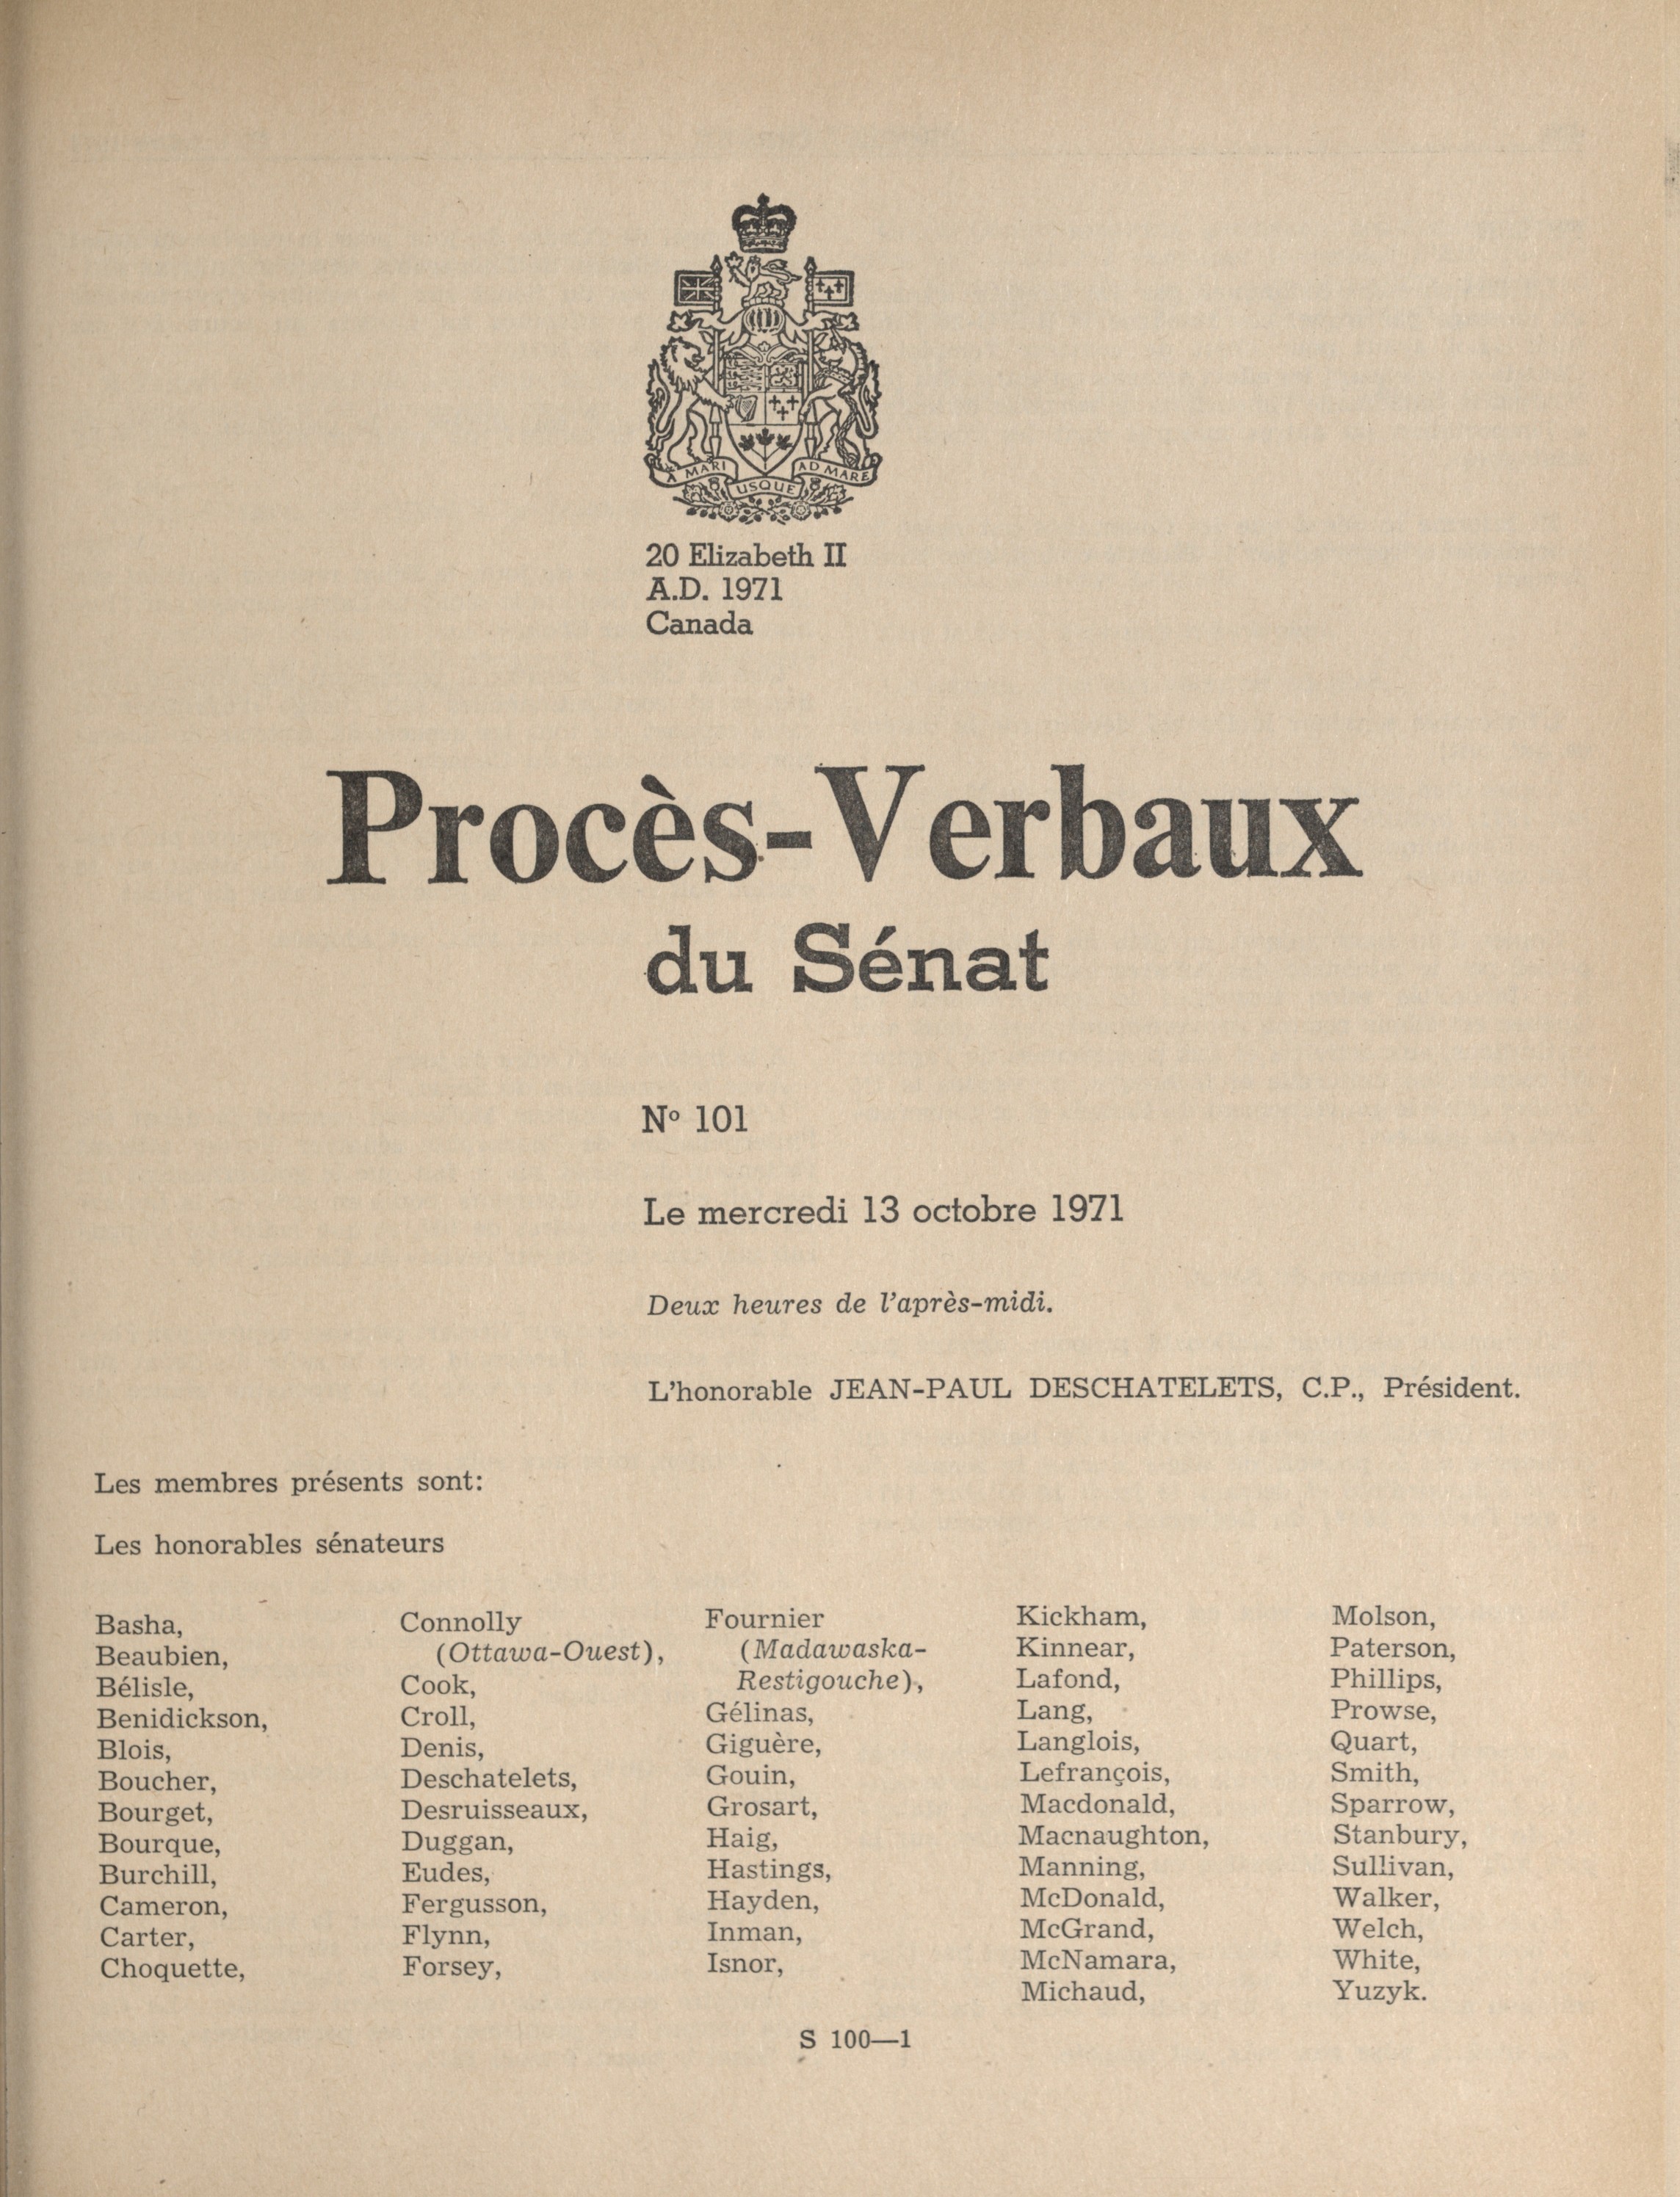 A MARI USQUE AD MARE
20 Elizabeth II
A.D. 1971
Canada
Procès-Verbaux
du Sénat
Nº 101
Le mercredi 13 octobre 1971
Deux heures de l'après-midi.
L'honorable JEAN-PAUL DESCHATELETS, C.P., Président.
Les membres présents sont:
Les honorables sénateurs
Basha,
Beaubien,
Bélisle,
Benidickson,
Blois,
Boucher,
Bourget,
Bourque,
Burchill,
Cameron,
Carter,
Choquette,
Connolly
(Ottawa-Ouest),
Cook,
Croll,
Denis,
Deschatelets,
Desruisseaux,
Duggan,
Eudes,
Fergusson,
Flynn,
Forsey,
Fournier
(Madawaska-
Restigouche),
Gélinas,
Giguère,
Gouin,
Grosart,
Haig,
Hastings,
Hayden,
Inman,
Isnor,
Kickham,
Kinnear,
Lafond,
Lang,
Langlois,
Lefrançois,
Macdonald,
Macnaughton,
Manning,
McDonald,
McGrand,
McNamara,
Michaud,
Molson,
Paterson,
Phillips,
Prowse,
Quart,
Smith,
Sparrow,
Stanbury,
Sullivan,
Walker,
Welch,
White,
Yuzyk.
S 100—1